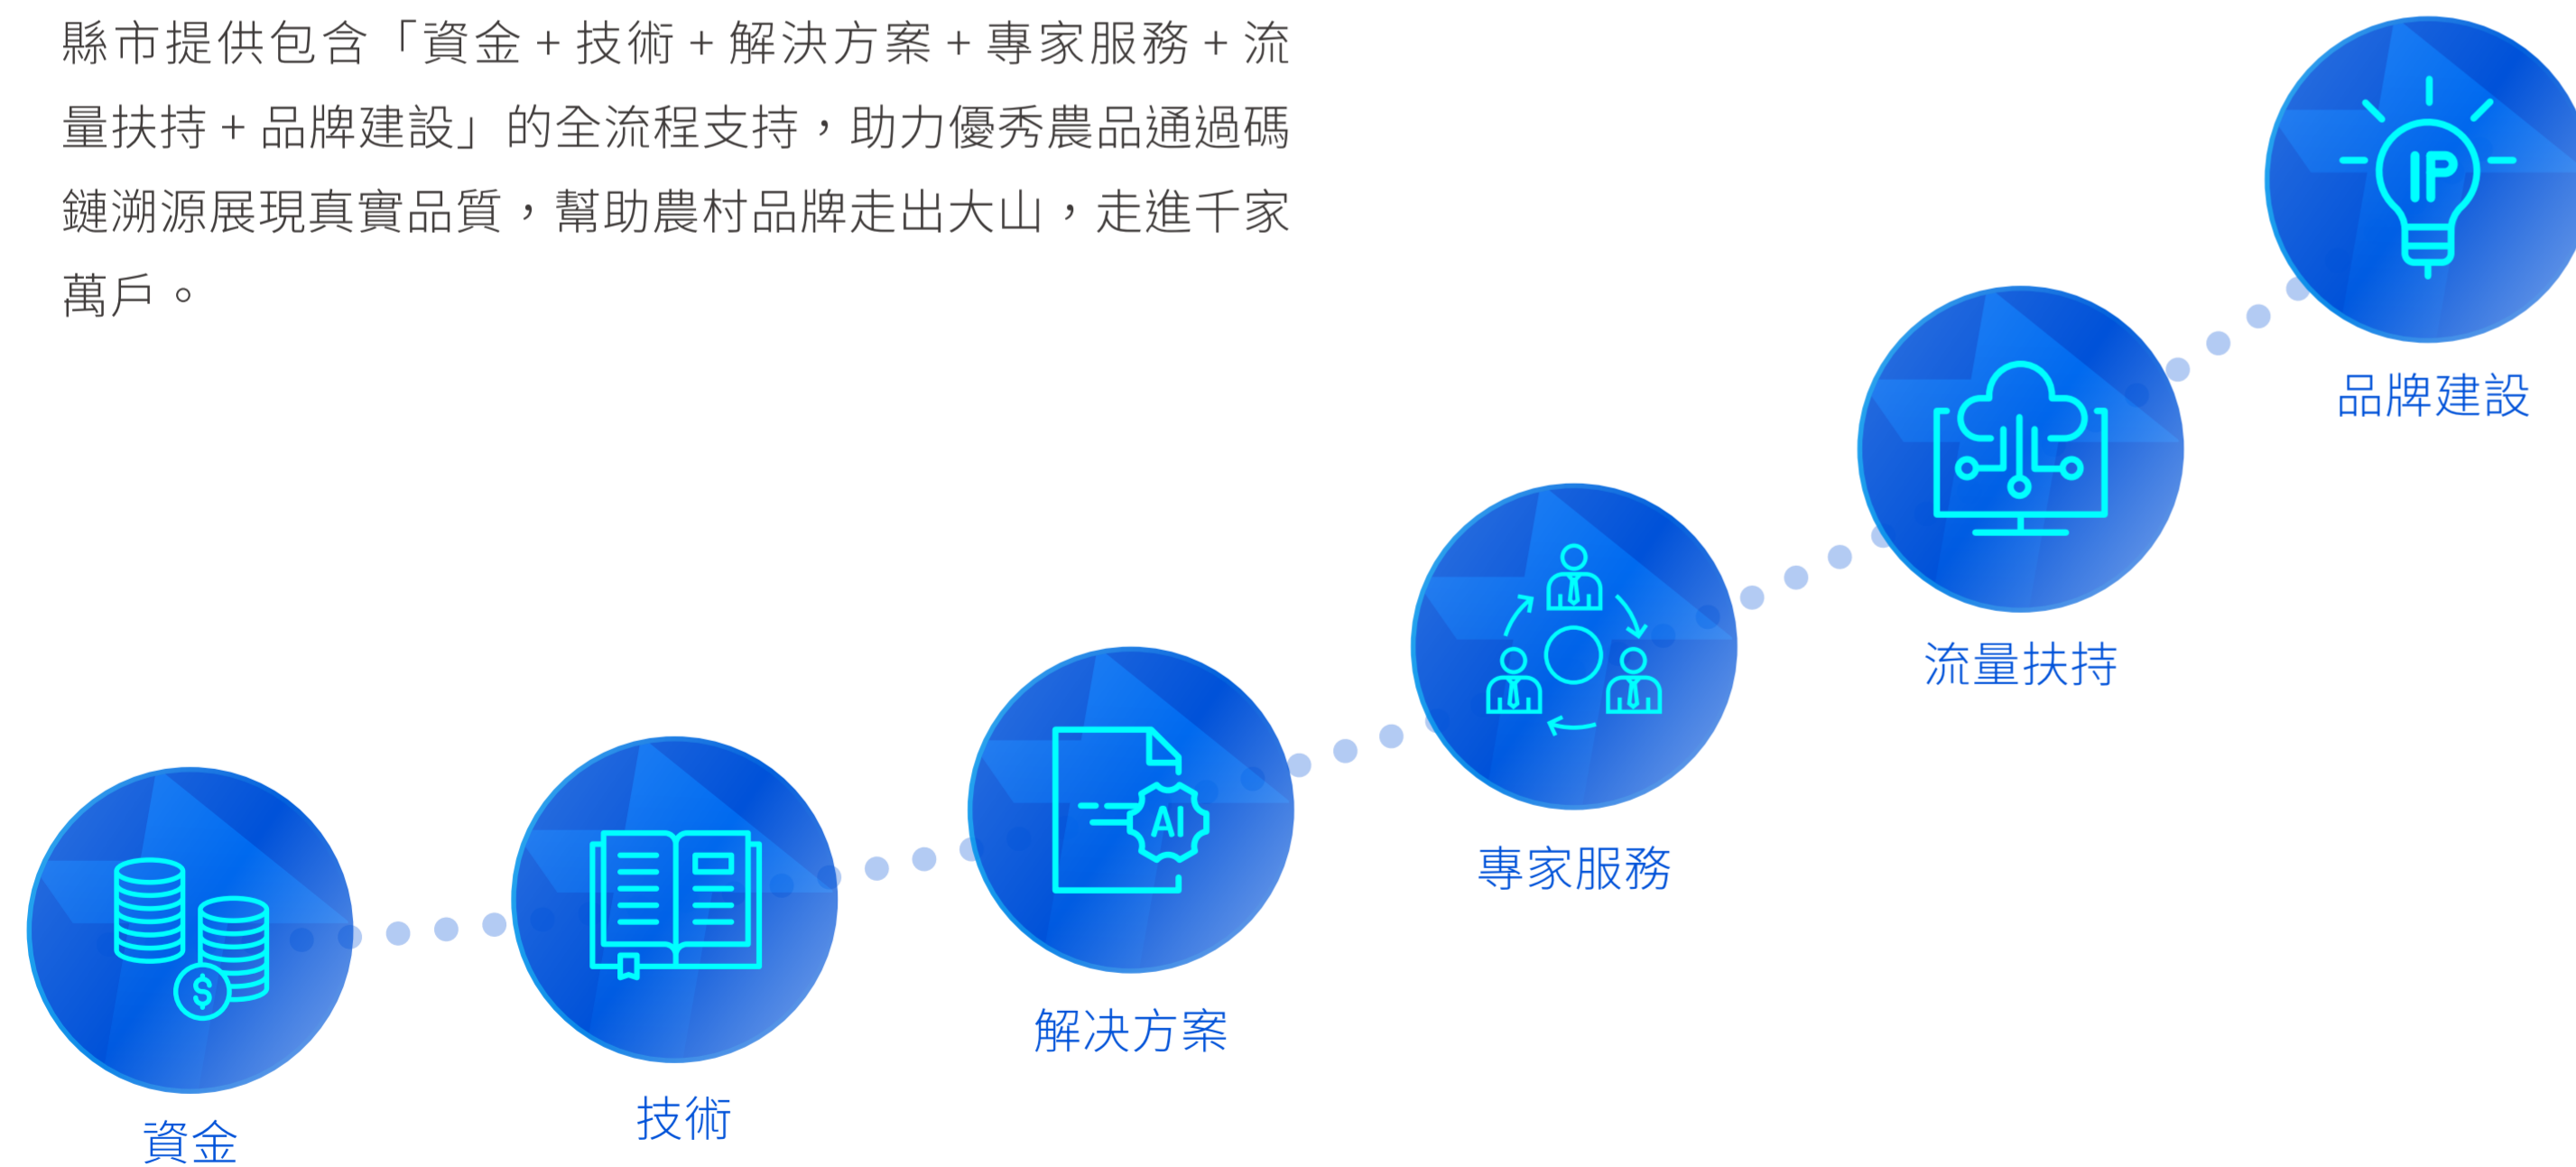 縣市提供包含「資金 + 技術 + 解決方案 + 專家服務 + 流
量扶持 + 品牌建設」的全流程支持，助力優秀農品通過碼
鏈溯源展現真實品質，幫助農村品牌走出大山，走進千家
萬戶。
IP
品牌建設
流量扶持
專家服務
AI
解决方案
技術
$
資金